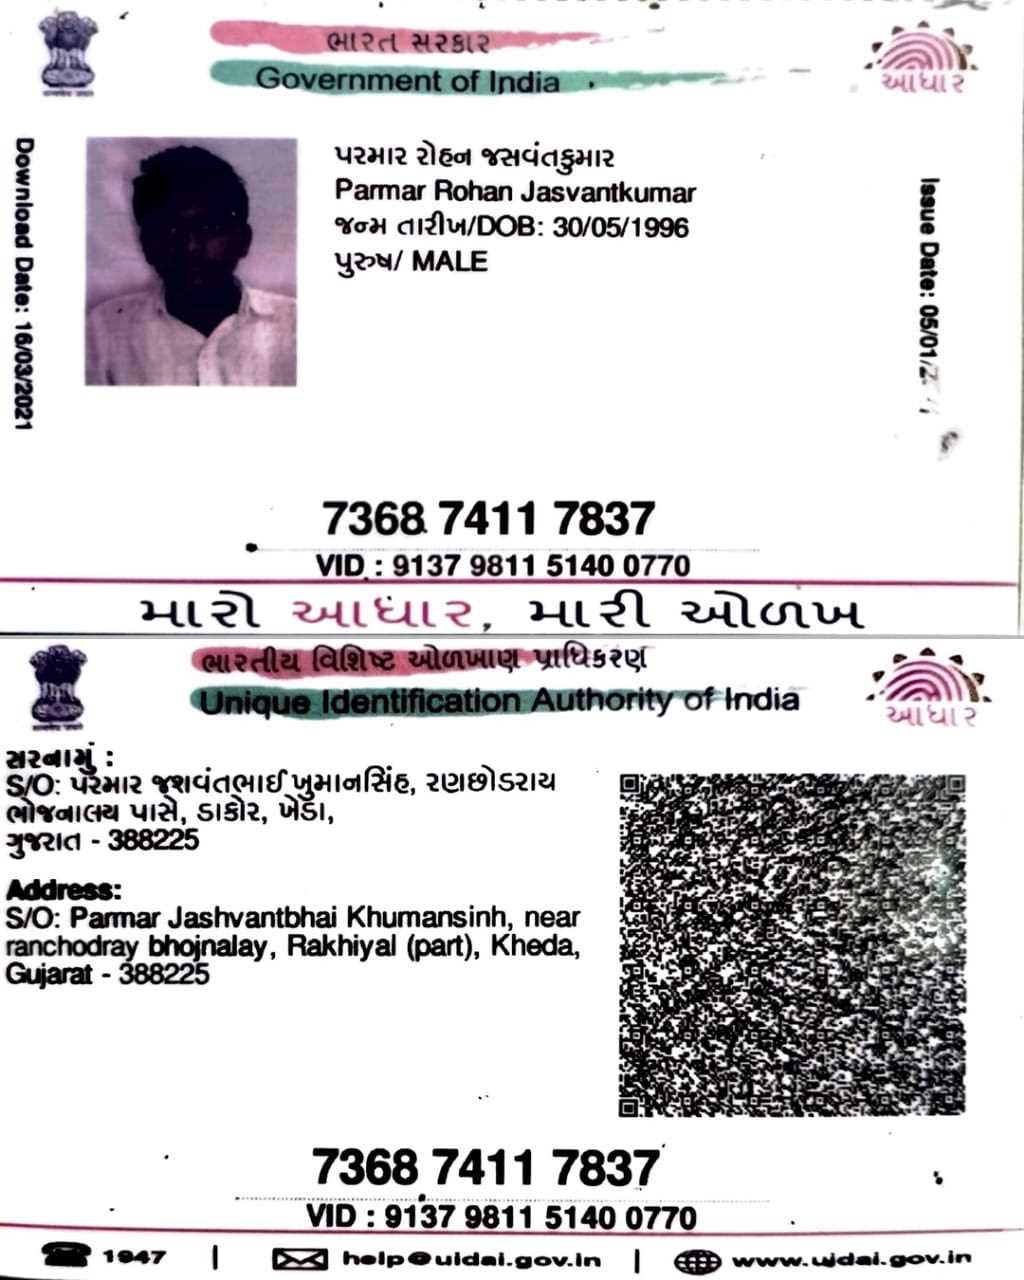 ભારત સરકાર
Government of India
આધાર
Download Date: 16/03/2021
પરમાર રોહન જસવંતકુમાર
Parmar Rohan Jasvantkumar
જન્મ તારીખ/DOB: 30/05/1996
પુરુષ/ MALE
Issue Date: 05/01/
7368 7411 7837
VID : 9137 9811 5140 0770
મારો આધાર, મારી ઓળખ
ભારતીય વિશિષ્ટ ઓળખાણ પ્રાધિકરણ
Unique Identification Authority of India
આધાર
સરનામું :
S/O: પરમાર જશવંતભાઈ ખુમાનસિંહ, રણછોડરાય
ભોજનાલય પાસે, ડાકોર, ખેડા,
ગુજરાત - 388225
Address:
S/O: Parmar Jashvantbhai Khumansinh, near
ranchodray bhojnalay, Rakhiyal (part), Kheda,
Gujarat - 388225
7368 7411 7837
VID : 9137 9811 5140 0770
1947 | help@uidai.gov.in | www.uidai.gov.in